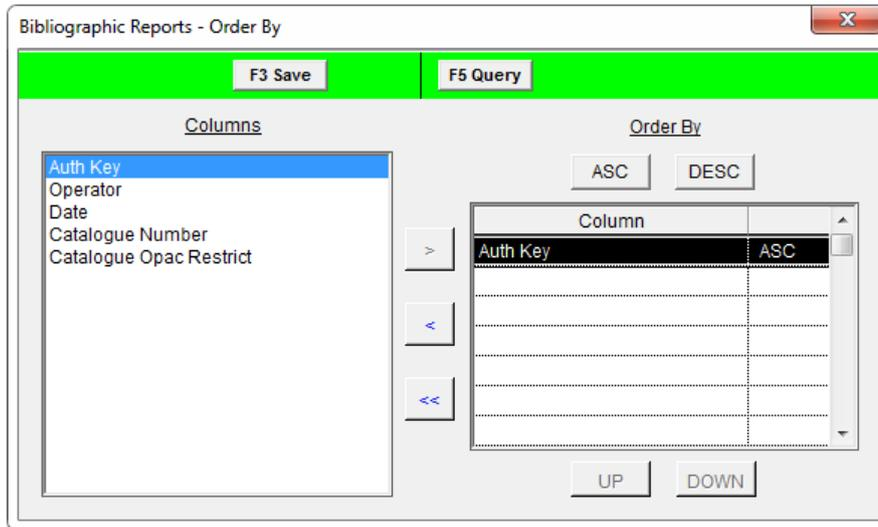 Bibliographic Reports - Order By
F3 Save
F5 Query
Columns
Auth Key
Operator
Date
Catalogue Number
Catalogue Opac Restrict
>
<
<<
Order By
ASC
DESC
Column
Auth Key ASC
UP
DOWN